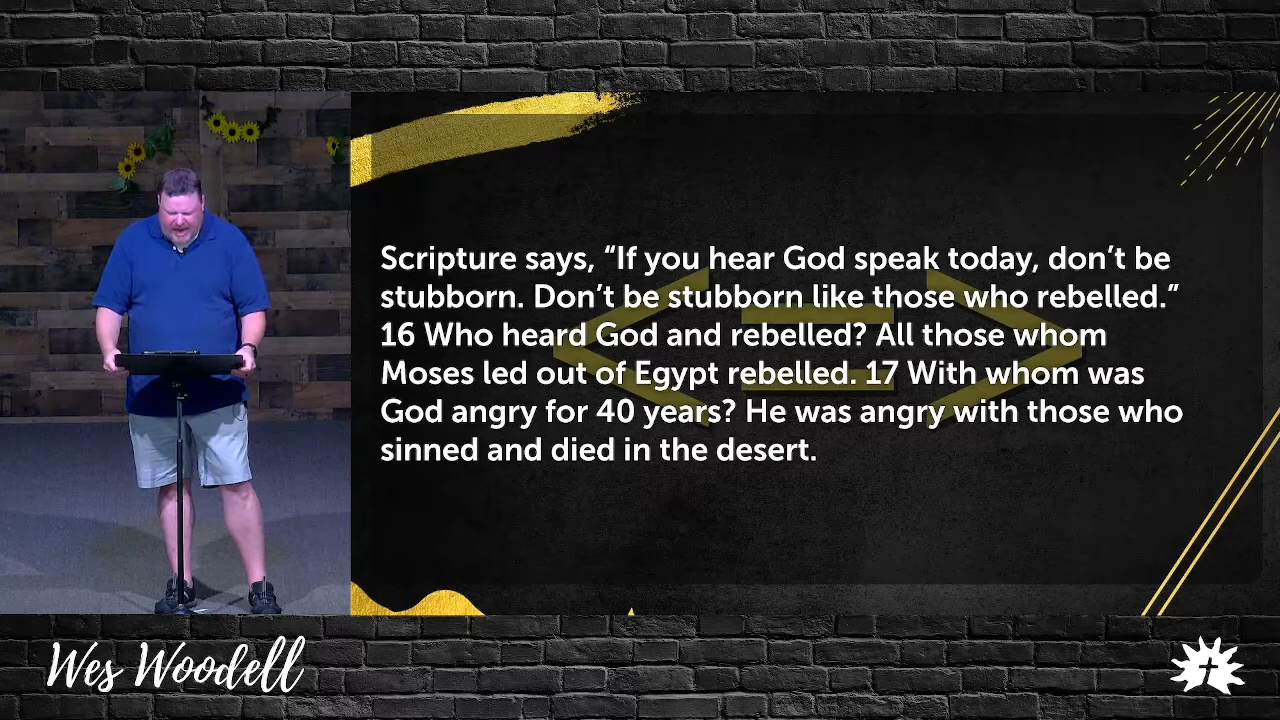 Scripture says, “If you hear God speak today, don’t be
stubborn. Don’t be stubborn like those who rebelled.”
16 Who heard God and rebelled? All those whom
Moses led out of Egypt rebelled. 17 With whom was
God angry for 40 years? He was angry with those who
sinned and died in the desert.
Wes Woodell